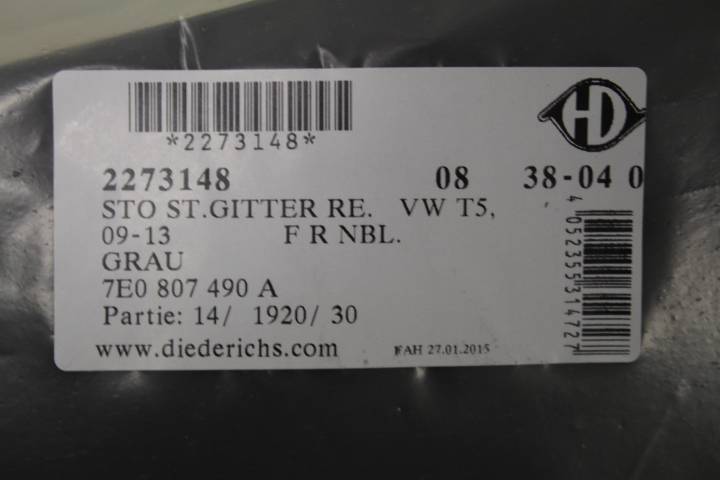 *2273148*
HD
2273148 08 38-04 0
STO ST.GITTER RE. VW T5,
09-13 F R NBL.
GRAU
7E0 807 490 A
Partie: 14/ 1920/ 30
www.diederichs.com FAH 27.01.2015
4 052355 314727